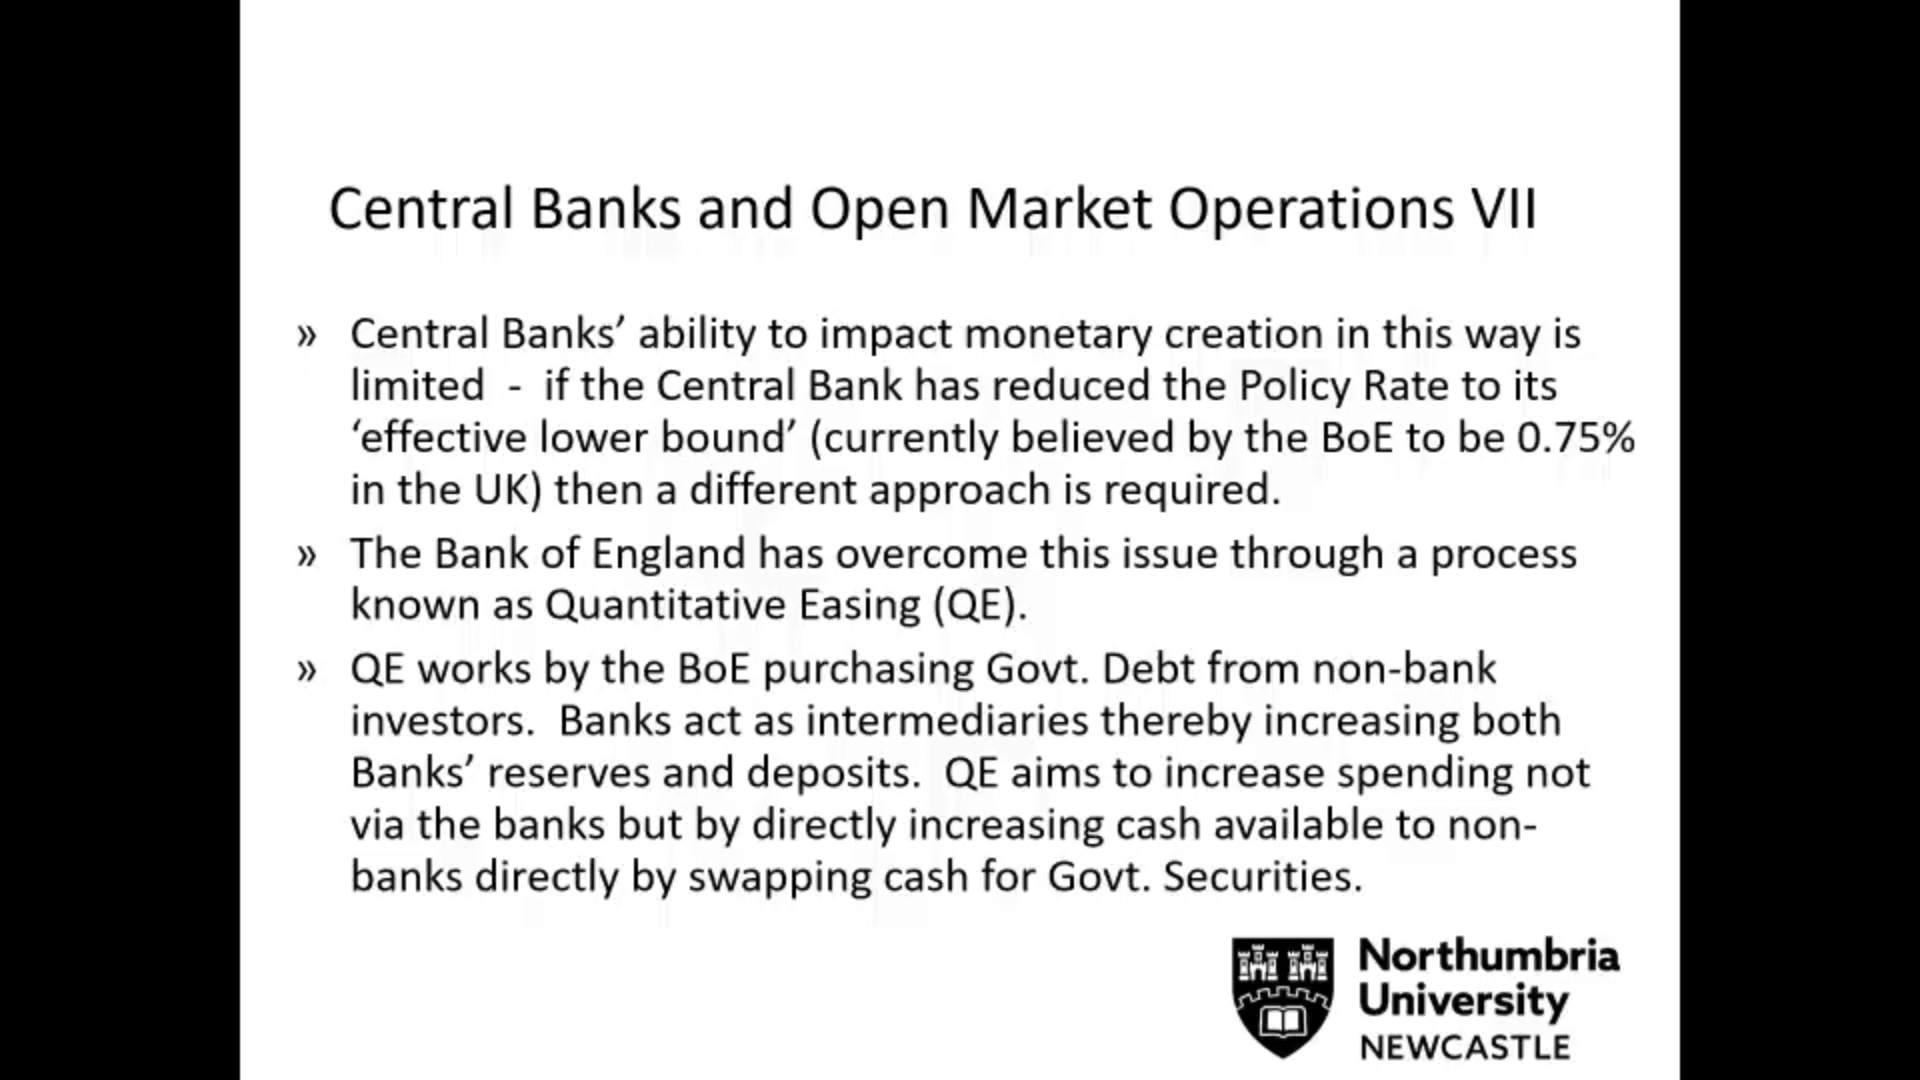 Central Banks and Open Market Operations VII
» Central Banks’ ability to impact monetary creation in this way is
limited - if the Central Bank has reduced the Policy Rate to its
‘effective lower bound’ (currently believed by the BoE to be 0.75%
in the UK) then a different approach is required.
» The Bank of England has overcome this issue through a process
known as Quantitative Easing (QE).
» QE works by the BoE purchasing Govt. Debt from non-bank
investors. Banks act as intermediaries thereby increasing both
Banks’ reserves and deposits. QE aims to increase spending not
via the banks but by directly increasing cash available to non-
banks directly by swapping cash for Govt. Securities.
Northumbria
University
NEWCASTLE